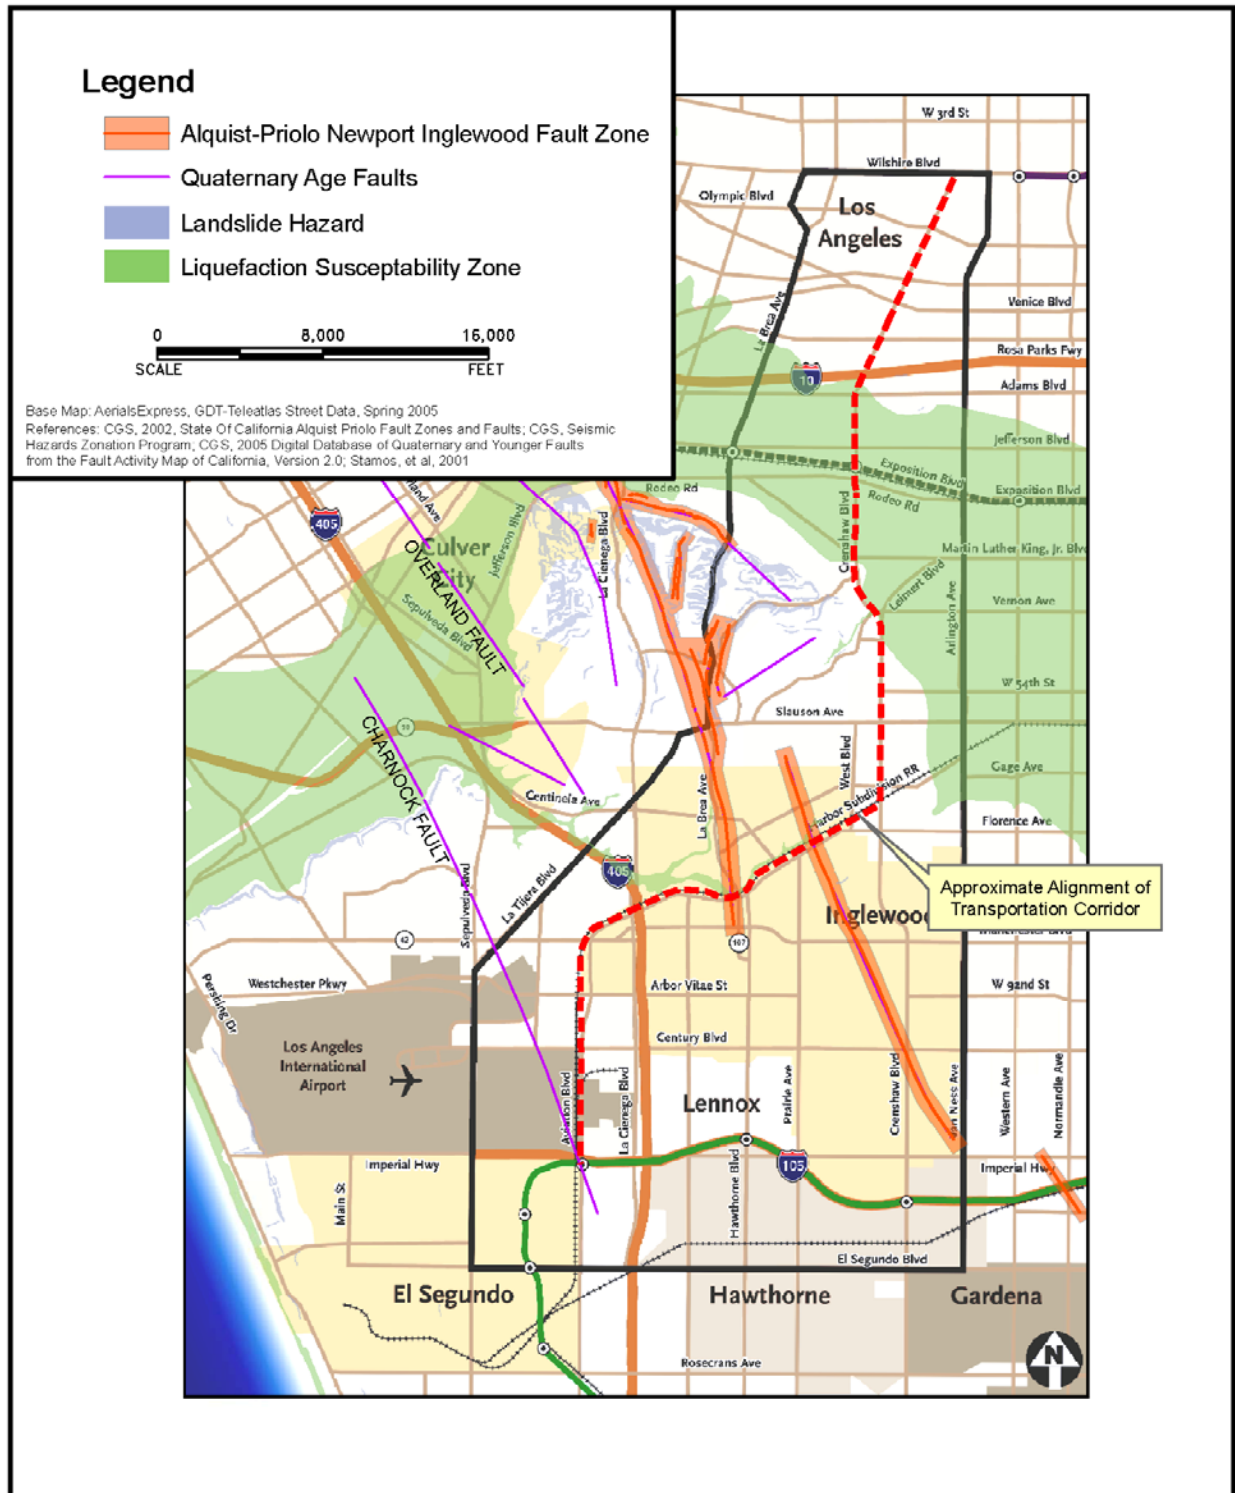 Legend
Alquist-Priolo Newport Inglewood Fault Zone
Quaternary Age Faults
Landslide Hazard
Liquefaction Susceptability Zone
0 8,000 16,000
SCALE FEET
Base Map: AerialsExpress, GDT-Teleatlas Street Data, Spring 2005
References: CGS, 2002, State Of California Alquist Priolo Fault Zones and Faults; CGS, Seismic
Hazards Zonation Program; CGS, 2005 Digital Database of Quaternary and Younger Faults
from the Fault Activity Map of California, Version 2.0; Stamos, et al, 2001
W 3rd St
Wilshire Blvd
Olympic Blvd
Los
Angeles
Venice Blvd
La Brea Ave
Rosa Parks Fwy
10
Adams Blvd
Jefferson Blvd
Exposition Blvd
Exposition Blvd
Rodeo Rd
Rodeo Rd
Crenshaw Blvd
405
Jefferson Blvd
La Cienega Blvd
Culver
City
OVERLAND FAULT
Sepulveda Blvd
Martin Luther King, Jr. Blvd
Leimert Blvd
Arlington Ave
Vernon Ave
W 54th St
Slauson Ave
90
CHARNOCK FAULT
West Blvd
Harbor Subdivision RR
Gage Ave
Centinela Ave
La Brea Ave
Florence Ave
405
La Tijera Blvd
Sepulveda Blvd
Approximate Alignment of
Transportation Corridor
Inglewood
Manchester Blvd
42
107
Westchester Pkwy
Pershing Dr
Arbor Vitae St
W 92nd St
Century Blvd
Los Angeles
International
Airport
Aviation Blvd
La Cienega Blvd
Lennox
Prairie Ave
Crenshaw Blvd
Van Ness Ave
Western Ave
Normandie Ave
Imperial Hwy
105
Imperial Hwy
Main St
Hawthorne Blvd
El Segundo Blvd
El Segundo
Hawthorne
Gardena
Rosecrans Ave
N